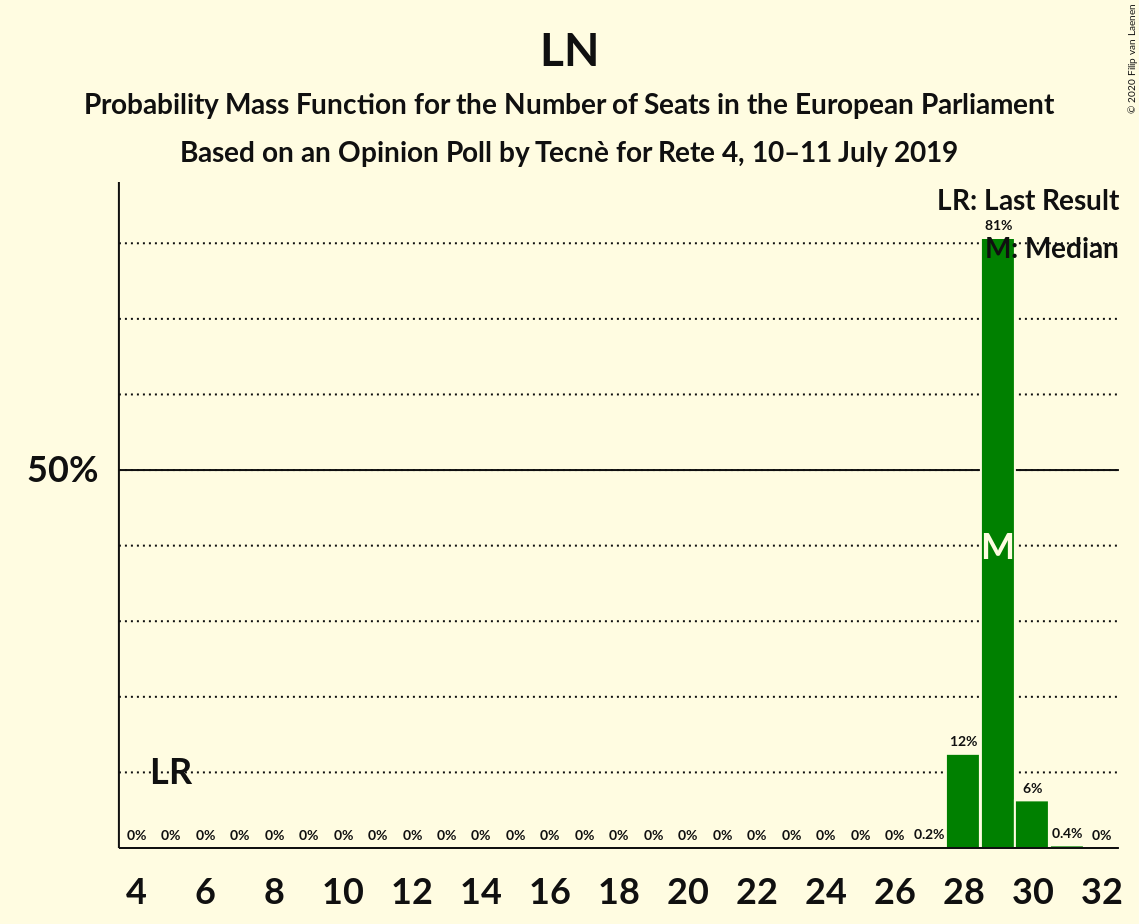 LN
Probability Mass Function for the Number of Seats in the European Parliament
Based on an Opinion Poll by Tecnè for Rete 4, 10–11 July 2019
© 2020 Filip van Laenen
LR: Last Result
M: Median
81%
50%
M
12%
LR
6%
0% 0% 0% 0% 0% 0% 0% 0% 0% 0% 0% 0% 0% 0% 0% 0% 0% 0% 0% 0% 0% 0% 0% 0.2% 0.4% 0%
4 6 8 10 12 14 16 18 20 22 24 26 28 30 32